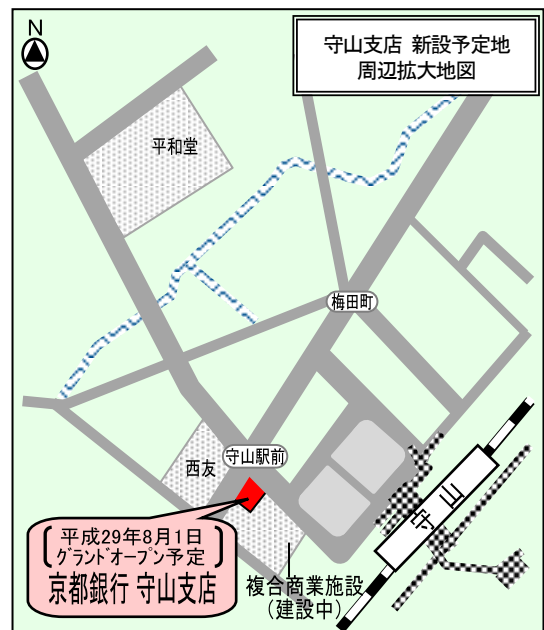 N
守山支店 新設予定地
周辺拡大地図
平和堂
梅田町
守山駅前
西友
守山
平成29年8月1日
グランドオープン予定
京都銀行 守山支店
複合商業施設
(建設中)